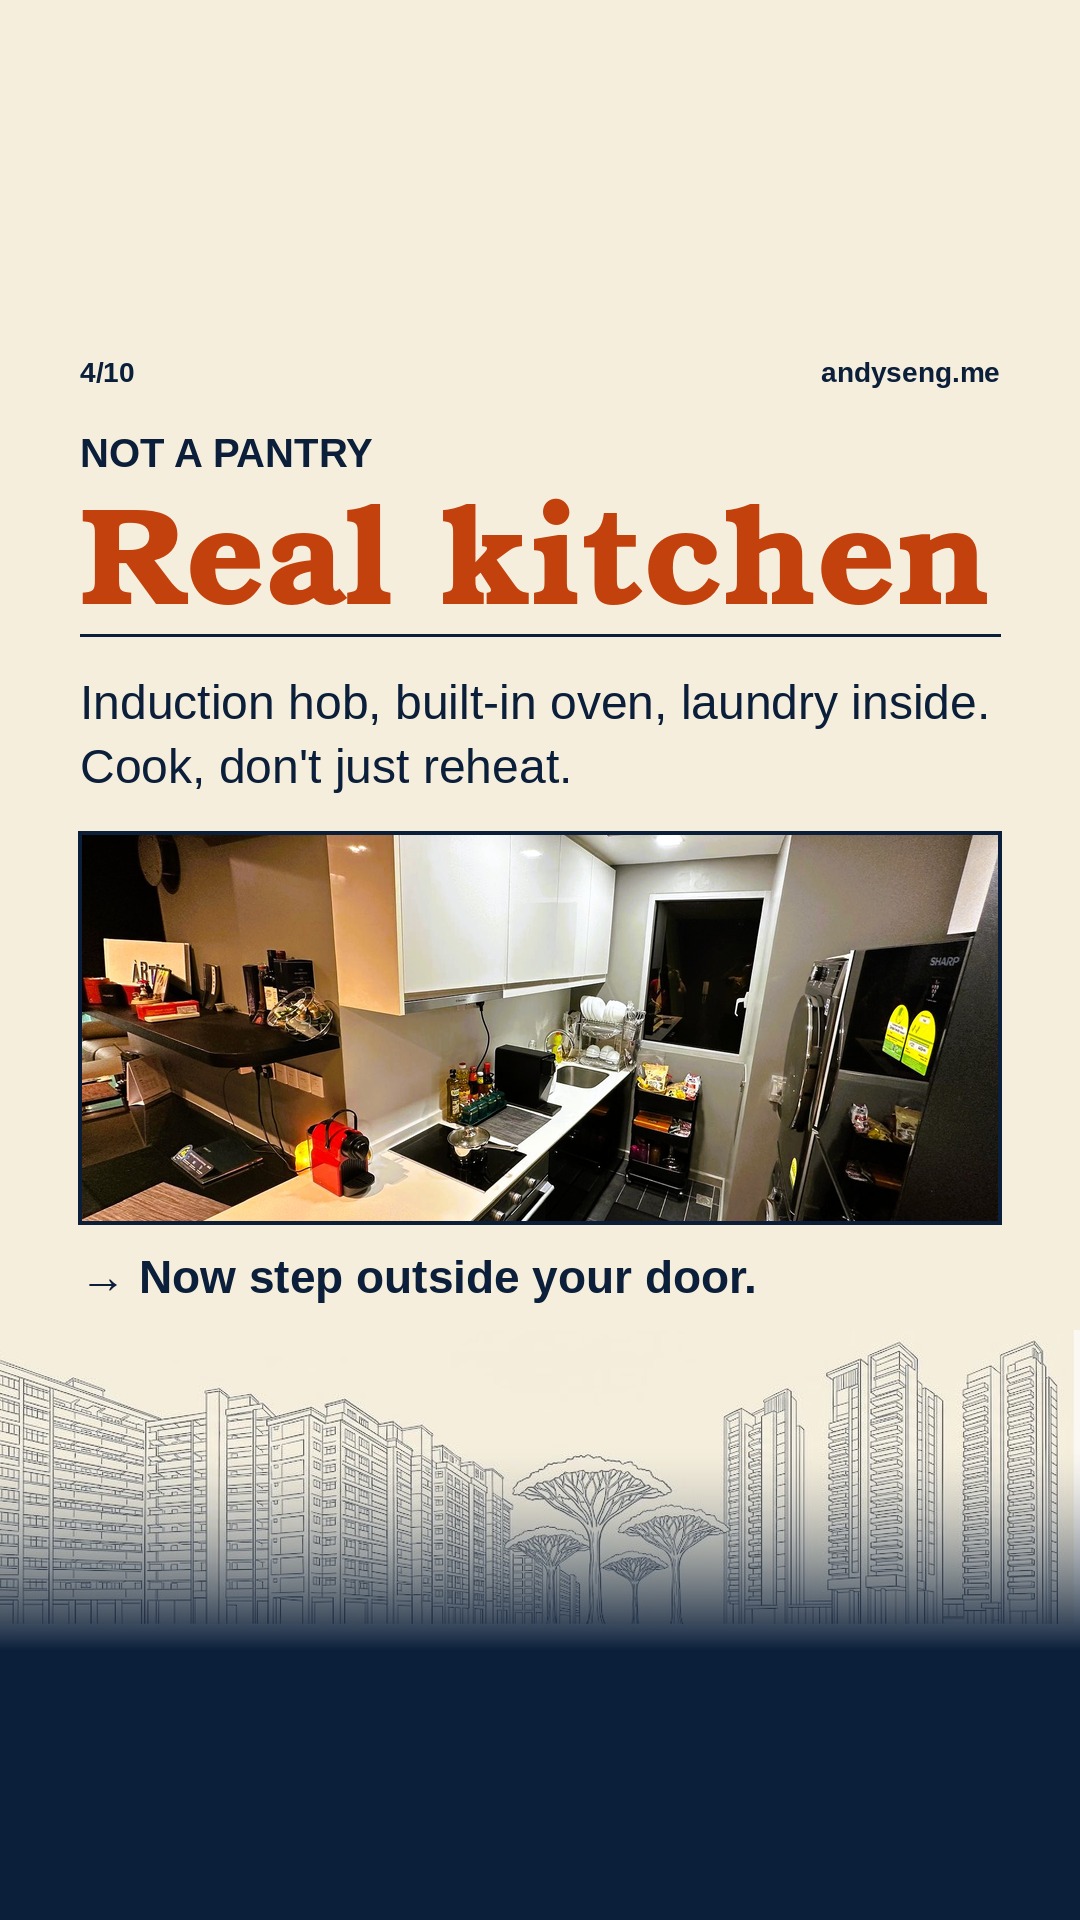 4/10
andyseng.me
NOT A PANTRY
Real kitchen
Induction hob, built-in oven, laundry inside.
Cook, don't just reheat.
SHARP
→ Now step outside your door.